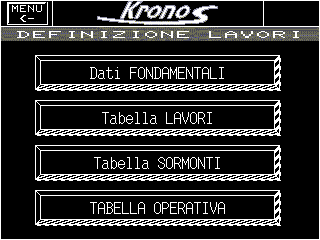 MENU
<-
Kronos
DEFINIZIONE LAVORI
Dati FONDAMENTALI
Tabella LAVORI
Tabella SORMONTI
TABELLA OPERATIVA